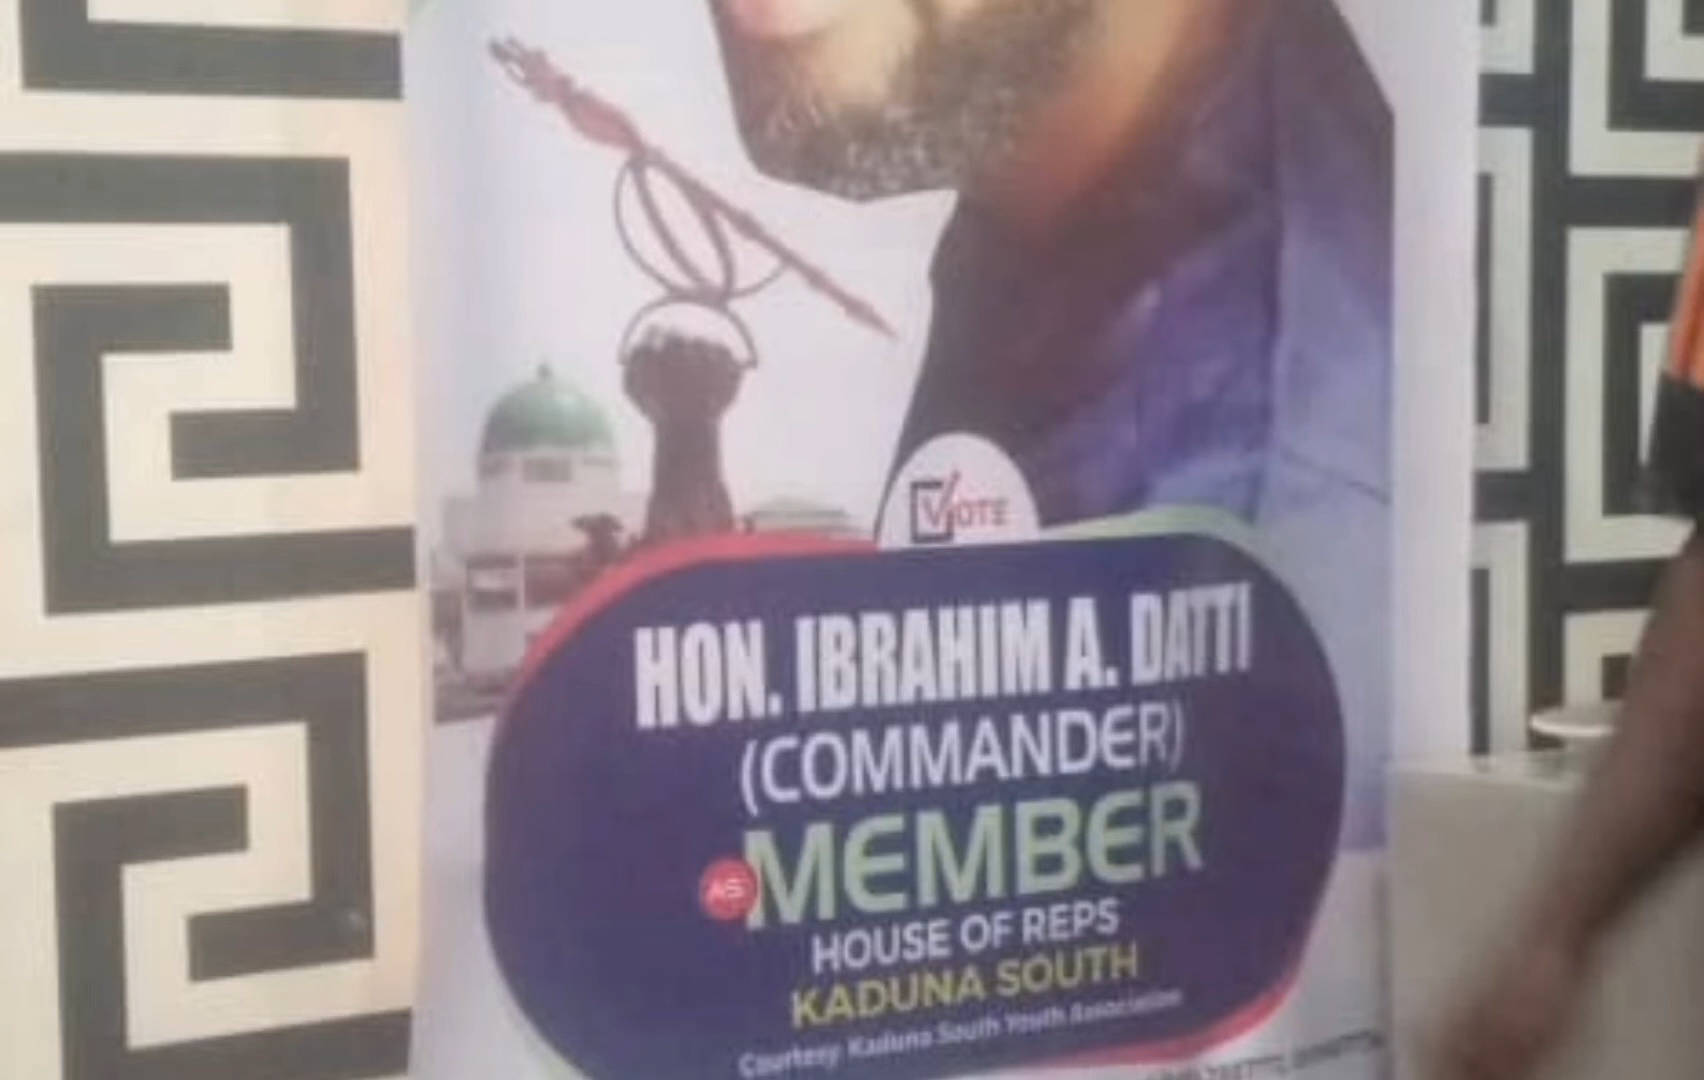 VOTE
HON. IBRAHIM A. DATTI
(COMMANDER)
AS MEMBER
HOUSE OF REPS
KADUNA SOUTH
Courtesy Kaduna South Youth Association